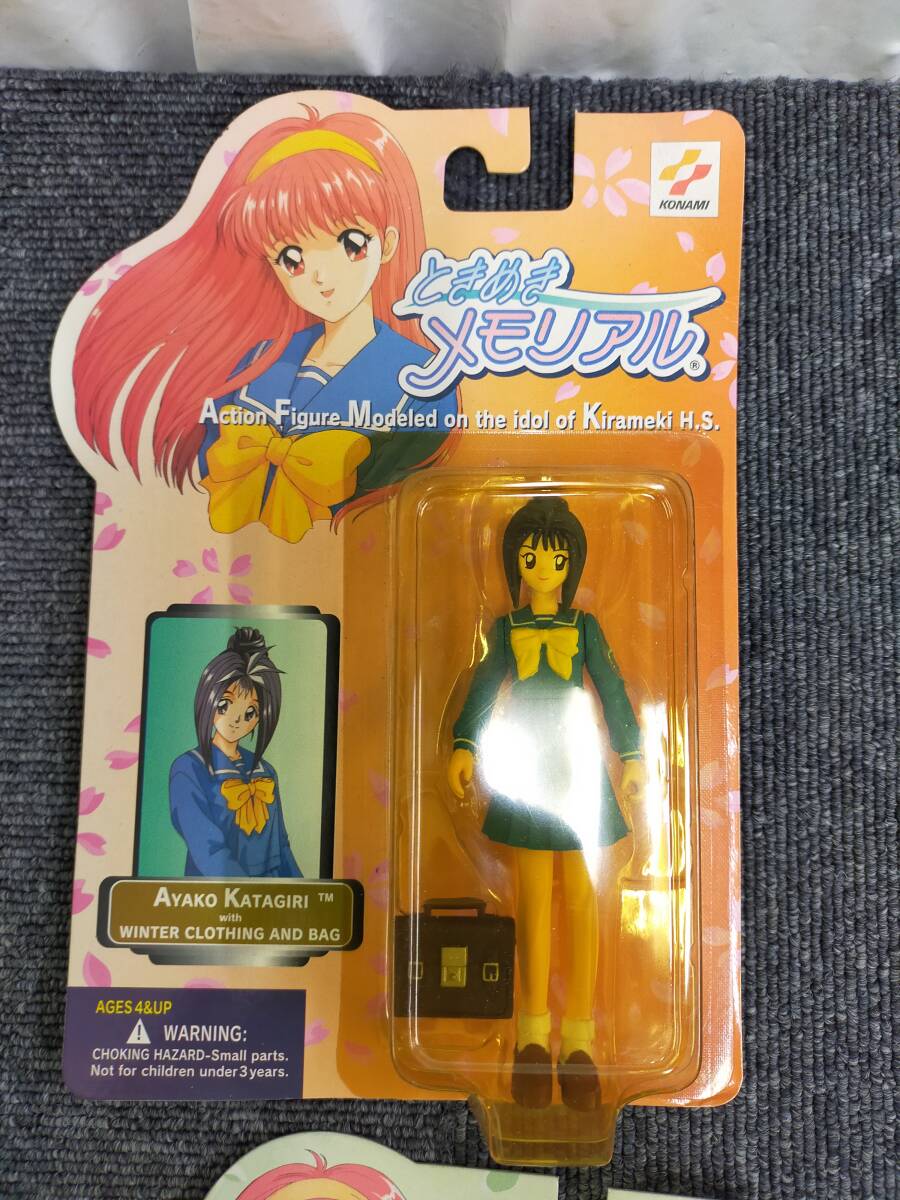 KONAMI
ときめき
メモリアル®
Action Figure Modeled on the idol of Kirameki H.S.
AYAKO KATAGIRI ™
with
WINTER CLOTHING AND BAG
AGES 4&UP
WARNING:
CHOKING HAZARD-Small parts.
Not for children under 3 years.